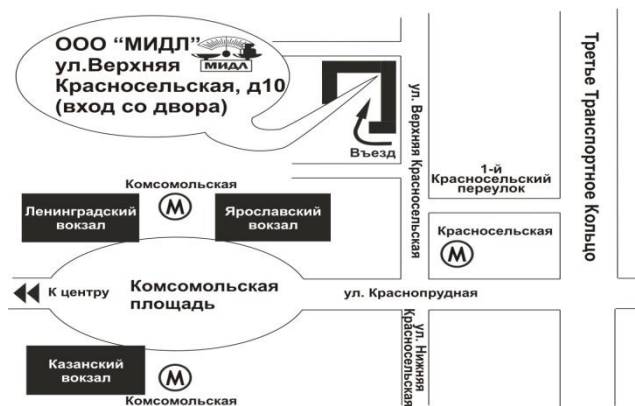 ООО “МИДЛ”
ул.Верхняя
Красносельская, д10
(вход со двора)
МИДЛ
Въезд
ул. Верхняя Красносельская
Третье Транспортное Кольцо
1-й
Красносельский
переулок
Комсомольская
М
Ленинградский
вокзал
Ярославский
вокзал
Красносельская
М
К центру
Комсомольская
площадь
ул. Краснопрудная
ул. Нижняя
Красносельская
Казанский
вокзал
М
Комсомольская